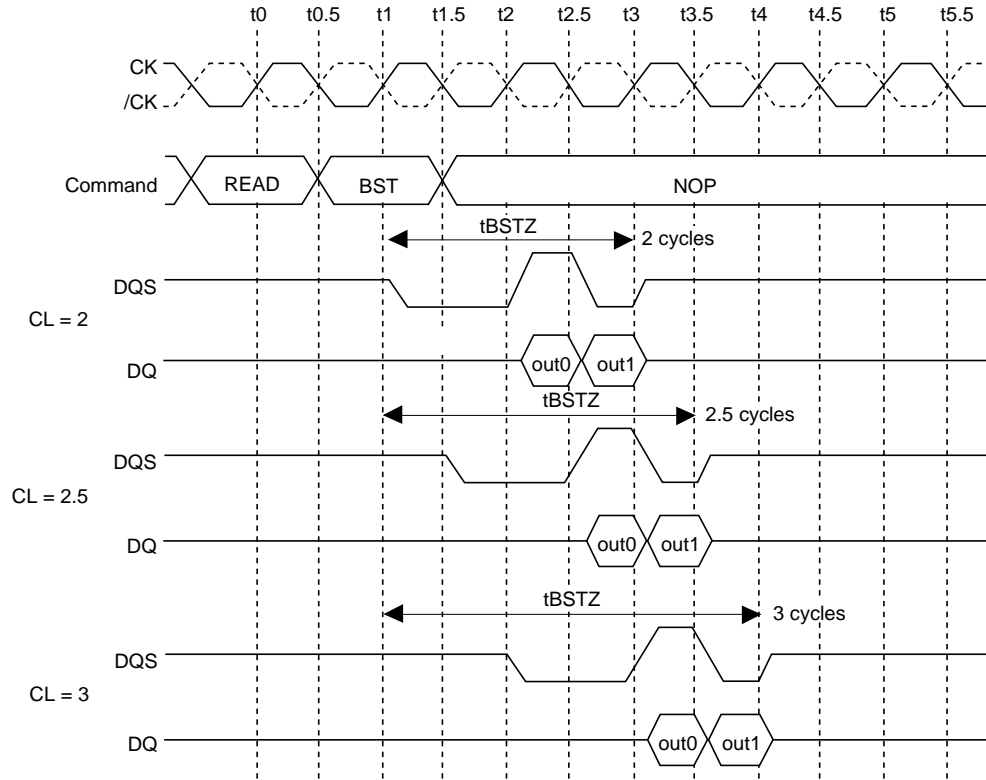 t0 t0.5 t1 t1.5 t2 t2.5 t3 t3.5 t4 t4.5 t5 t5.5
CK
/CK
Command READ BST NOP
tBSTZ 2 cycles
DQS
CL = 2
DQ out0 out1
tBSTZ 2.5 cycles
DQS
CL = 2.5
DQ out0 out1
tBSTZ 3 cycles
DQS
CL = 3
DQ out0 out1